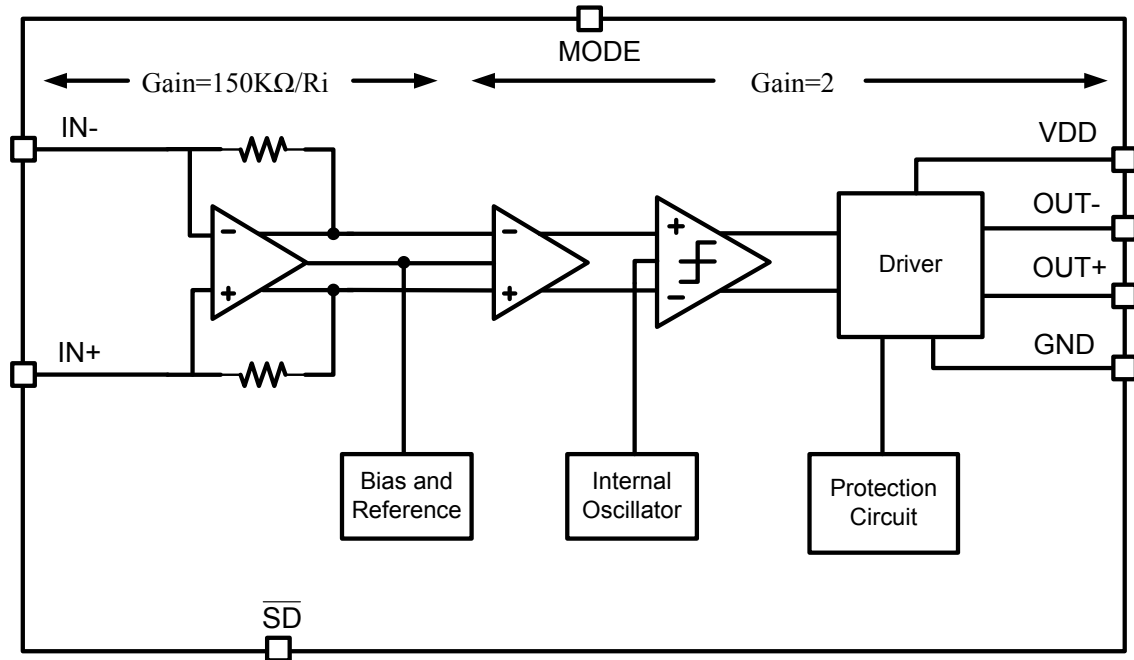 MODE
Gain=150KΩ/Ri
Gain=2
IN-
VDD
OUT-
Driver
OUT+
IN+
GND
Bias and
Reference
Internal
Oscillator
Protection
Circuit
SD